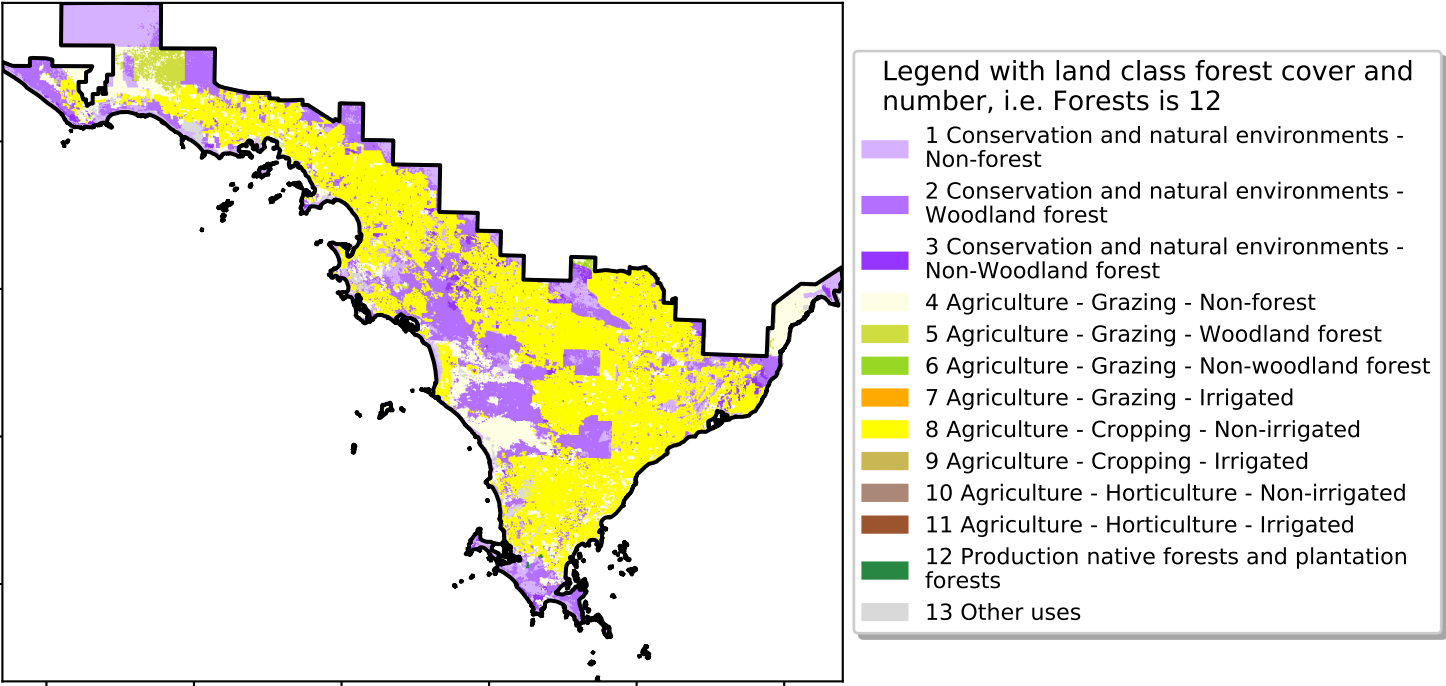 Legend with land class forest cover and
number, i.e. Forests is 12
1 Conservation and natural environments -
Non-forest
2 Conservation and natural environments -
Woodland forest
3 Conservation and natural environments -
Non-Woodland forest
4 Agriculture - Grazing - Non-forest
5 Agriculture - Grazing - Woodland forest
6 Agriculture - Grazing - Non-woodland forest
7 Agriculture - Grazing - Irrigated
8 Agriculture - Cropping - Non-irrigated
9 Agriculture - Cropping - Irrigated
10 Agriculture - Horticulture - Non-irrigated
11 Agriculture - Horticulture - Irrigated
12 Production native forests and plantation
forests
13 Other uses